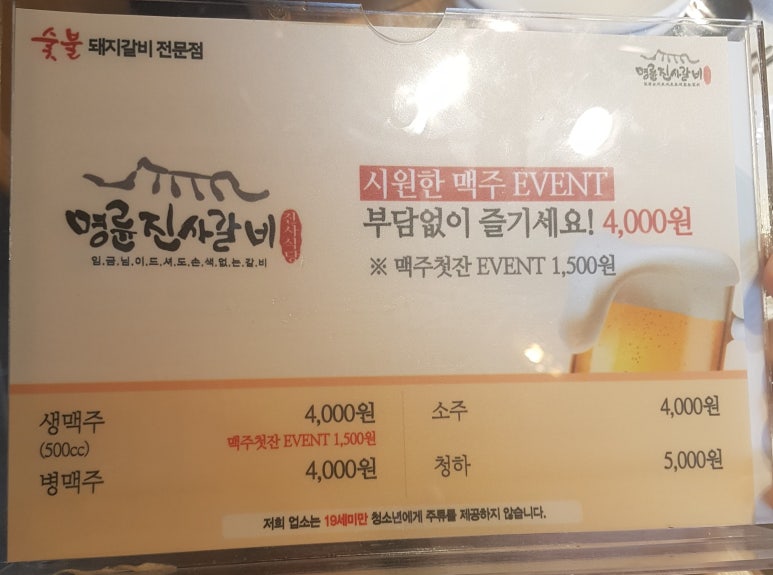 숯불 돼지갈비 전문점
명륜진사갈비
시원한 맥주 EVENT
부담없이 즐기세요! 4,000원
※ 맥주첫잔 EVENT 1,500원
명륜진사갈비 진사식당
임.금.님.이.드.셔.도.손.색.없.는.갈.비
생맥주 4,000원
(500cc) 맥주첫잔 EVENT 1,500원
병맥주 4,000원
소주 4,000원
청하 5,000원
저희 업소는 19세미만 청소년에게 주류를 제공하지 않습니다.